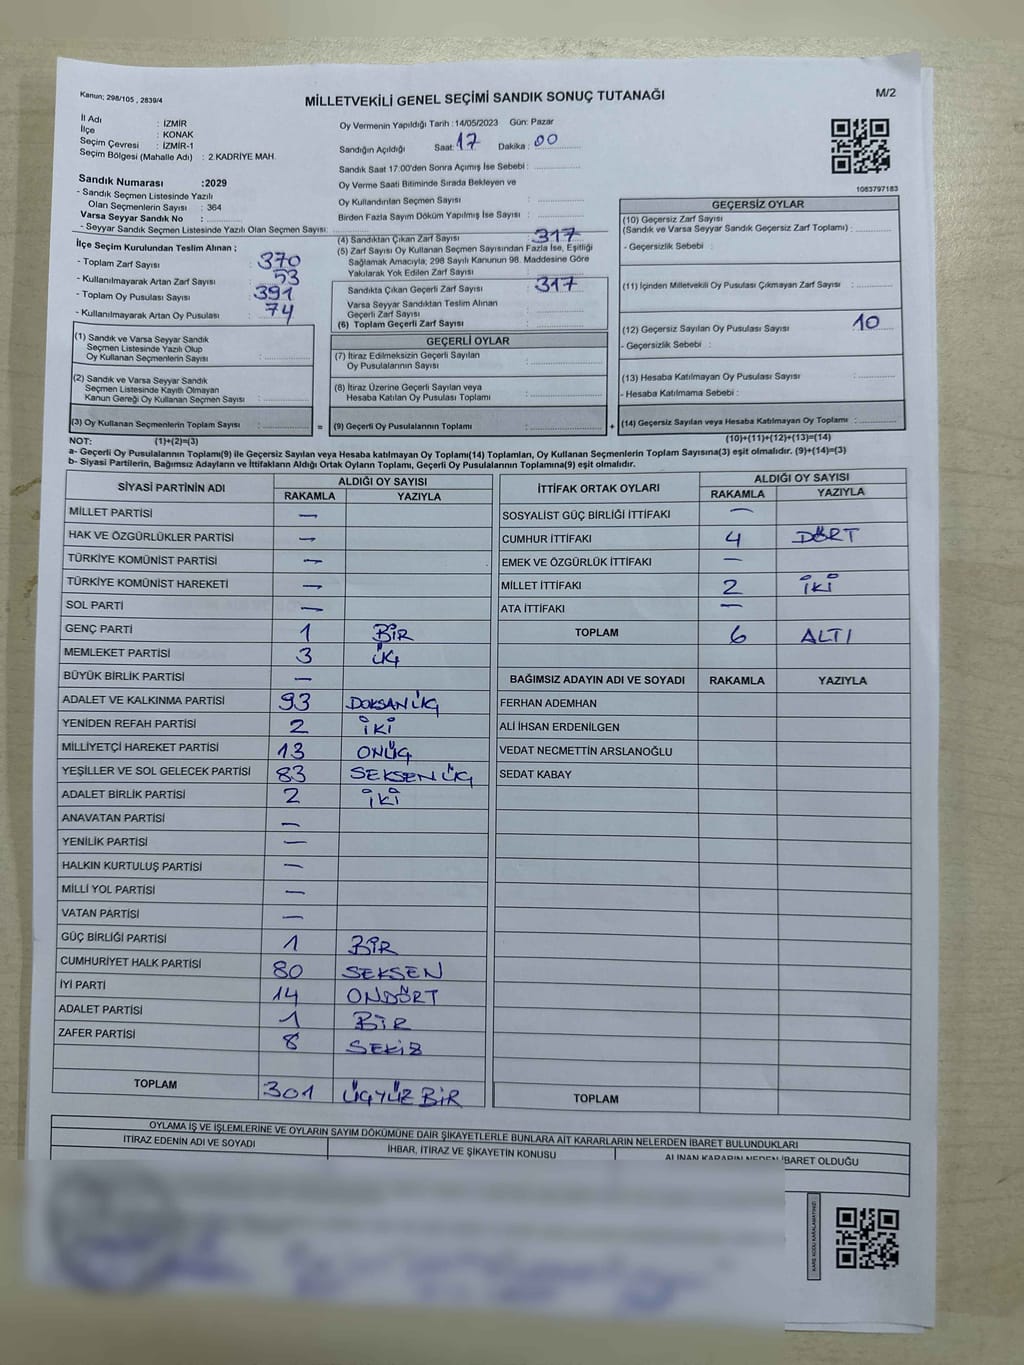 Kanun; 298/105 , 2839/4
MİLLETVEKİLİ GENEL SEÇİMİ SANDIK SONUÇ TUTANAĞI
M/2
İl Adı : İZMİR
İlçe : KONAK
Seçim Çevresi : İZMİR-1
Seçim Bölgesi (Mahalle Adı) : 2.KADRİYE MAH.
Oy Vermenin Yapıldığı Tarih : 14/05/2023 Gün: Pazar
Sandığın Açıldığı Saat: 17 Dakika: 00
Sandık Saat 17:00'den Sonra Açımış İse Sebebi :
Oy Verme Saati Bitiminde Sırada Bekleyen ve
Oy Kullandırılan Seçmen Sayısı :
Birden Fazla Sayım Döküm Yapılmış İse Sayısı :
1083797183
Sandık Numarası :2029
- Sandık Seçmen Listesinde Yazılı
Olan Seçmenlerin Sayısı : 364
Varsa Seyyar Sandık No :
- Seyyar Sandık Seçmen Listesinde Yazılı Olan Seçmen Sayısı:
İlçe Seçim Kurulundan Teslim Alınan ;
- Toplam Zarf Sayısı : 370
- Kullanılmayarak Artan Zarf Sayısı : 53
- Toplam Oy Pusulası Sayısı : 391
- Kullanılmayarak Artan Oy Pusulası : 74
(4) Sandıktan Çıkan Zarf Sayısı : 317
(5) Zarf Sayısı Oy Kullanan Seçmen Sayısından Fazla İse, Eşitliği
Sağlamak Amacıyla; 298 Sayılı Kanunun 98. Maddesine Göre
Yakılarak Yok Edilen Zarf Sayısı :
Sandıkta Çıkan Geçerli Zarf Sayısı : 317
Varsa Seyyar Sandıktan Teslim Alınan
Geçerli Zarf Sayısı :
(6) Toplam Geçerli Zarf Sayısı :
GEÇERSİZ OYLAR
(10) Geçersiz Zarf Sayısı
(Sandık ve Varsa Seyyar Sandık Geçersiz Zarf Toplamı) :
- Geçersizlik Sebebi :
(11) İçinden Milletvekili Oy Pusulası Çıkmayan Zarf Sayısı :
(12) Geçersiz Sayılan Oy Pusulası Sayısı : 10
- Geçersizlik Sebebi :
(13) Hesaba Katılmayan Oy Pusulası Sayısı :
- Hesaba Katılmama Sebebi :
(14) Geçersiz Sayılan veya Hesaba Katılmayan Oy Toplamı :
(1) Sandık ve Varsa Seyyar Sandık
Seçmen Listesinde Yazılı Olup
Oy Kullanan Seçmenlerin Sayısı :
(2) Sandık ve Varsa Seyyar Sandık
Seçmen Listesinde Kayıtlı Olmayan
Kanun Gereği Oy Kullanan Seçmen Sayısı :
(3) Oy Kullanan Seçmenlerin Toplam Sayısı : =
GEÇERLİ OYLAR
(7) İtiraz Edilmeksizin Geçerli Sayılan
Oy Pusulalarının Sayısı :
(8) İtiraz Üzerine Geçerli Sayılan veya
Hesaba Katılan Oy Pusulası Toplamı :
(9) Geçerli Oy Pusulalarının Toplamı : +
NOT: (1)+(2)=(3) (10)+(11)+(12)+(13)=(14)
a- Geçerli Oy Pusulalarının Toplamı(9) ile Geçersiz Sayılan veya Hesaba katılmayan Oy Toplamı(14) Toplamları, Oy Kullanan Seçmenlerin Toplam Sayısına(3) eşit olmalıdır. (9)+(14)=(3)
b- Siyasi Partilerin, Bağımsız Adayların ve İttifakların Aldığı Ortak Oyların Toplamı, Geçerli Oy Pusulalarının Toplamına(9) eşit olmalıdır.
SİYASİ PARTİNİN ADI ALDIĞI OY SAYISI
RAKAMLA YAZIYLA
MİLLET PARTİSİ —
HAK VE ÖZGÜRLÜKLER PARTİSİ —
TÜRKİYE KOMÜNİST PARTİSİ —
TÜRKİYE KOMÜNİST HAREKETİ —
SOL PARTİ —
GENÇ PARTİ 1 BİR
MEMLEKET PARTİSİ 3 ÜÇ
BÜYÜK BİRLİK PARTİSİ —
ADALET VE KALKINMA PARTİSİ 93 DOKSANÜÇ
YENİDEN REFAH PARTİSİ 2 İKİ
MİLLİYETÇİ HAREKET PARTİSİ 13 ONÜÇ
YEŞİLLER VE SOL GELECEK PARTİSİ 83 SEKSENÜÇ
ADALET BİRLİK PARTİSİ 2 İKİ
ANAVATAN PARTİSİ —
YENİLİK PARTİSİ —
HALKIN KURTULUŞ PARTİSİ —
MİLLİ YOL PARTİSİ —
VATAN PARTİSİ —
GÜÇ BİRLİĞİ PARTİSİ 1 BİR
CUMHURİYET HALK PARTİSİ 80 SEKSEN
İYİ PARTİ 14 ONDÖRT
ADALET PARTİSİ 1 BİR
ZAFER PARTİSİ 8 SEKİZ
TOPLAM 301 ÜÇYÜZBİR
İTTİFAK ORTAK OYLARI ALDIĞI OY SAYISI
RAKAMLA YAZIYLA
SOSYALİST GÜÇ BİRLİĞİ İTTİFAKI —
CUMHUR İTTİFAKI 4 DÖRT
EMEK VE ÖZGÜRLÜK İTTİFAKI —
MİLLET İTTİFAKI 2 İKİ
ATA İTTİFAKI —
TOPLAM 6 ALTI
BAĞIMSIZ ADAYIN ADI VE SOYADI RAKAMLA YAZIYLA
FERHAN ADEMHAN
ALİ İHSAN ERDENİLGEN
VEDAT NECMETTİN ARSLANOĞLU
SEDAT KABAY
TOPLAM
OYLAMA İŞ VE İŞLEMLERİNE VE OYLARIN SAYIM DÖKÜMÜNE DAİR ŞİKAYETLERLE BUNLARA AİT KARARLARIN NELERDEN İBARET BULUNDUKLARI
İTİRAZ EDENİN ADI VE SOYADI İHBAR, İTİRAZ VE ŞİKAYETİN KONUSU ALINAN KARARIN NEDEN İBARET OLDUĞU
KARE KODU KARALAMAYINIZ!